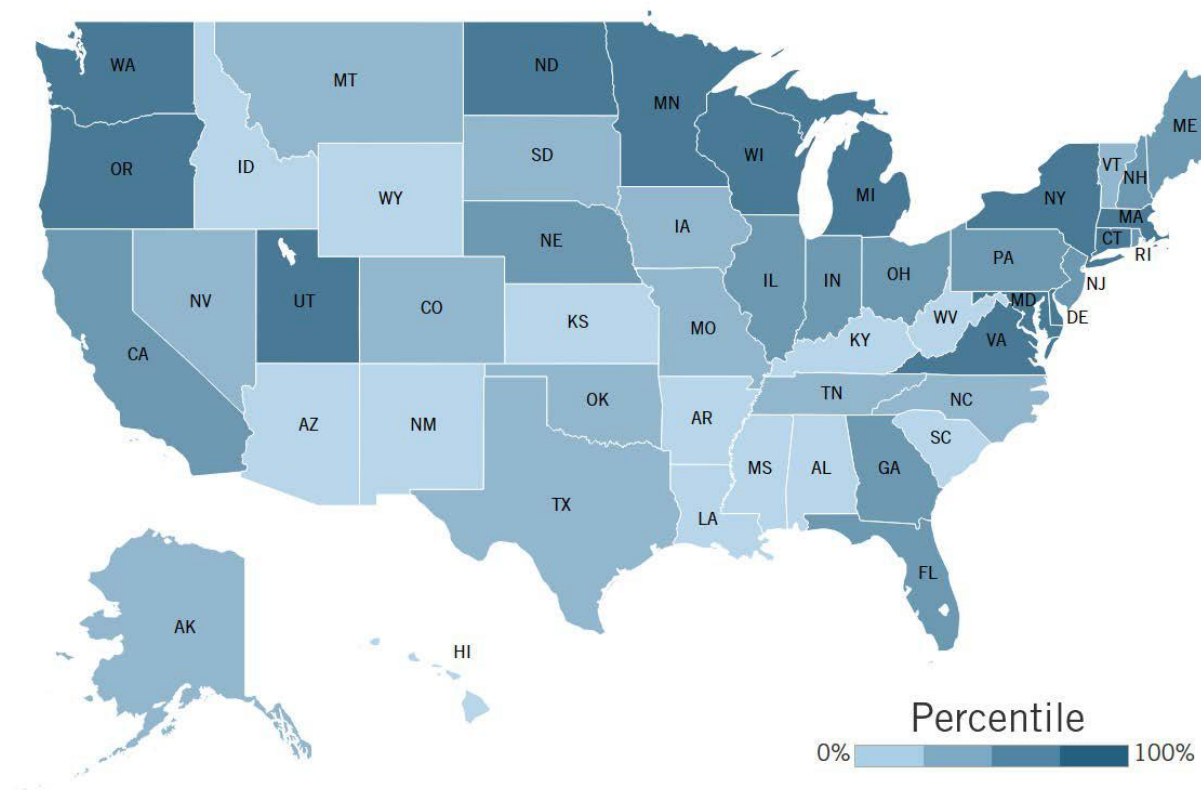 WA
MT
ND
MN
ME
OR
ID
SD
WI
VT
NH
WY
MI
NY
MA
NE
IA
CT
RI
NV
UT
CO
IL
IN
OH
PA
NJ
CA
KS
MO
WV
MD
DE
KY
VA
AZ
NM
OK
AR
TN
NC
SC
MS
AL
GA
TX
LA
FL
AK
HI
Percentile
0%
100%